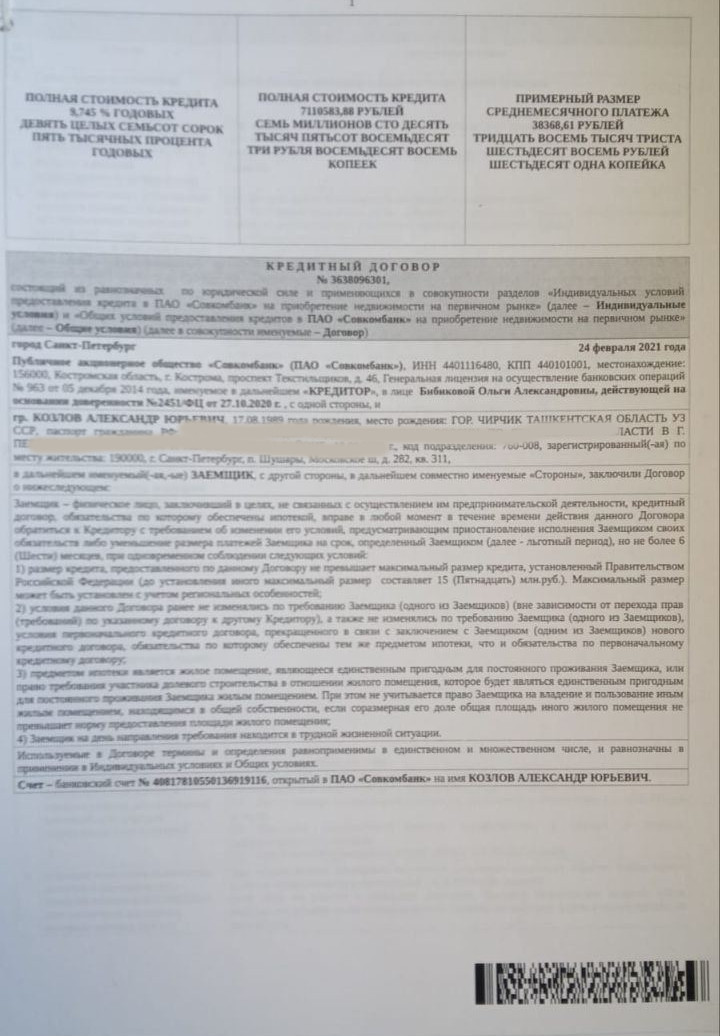 1
ПОЛНАЯ СТОИМОСТЬ КРЕДИТА
9,745 % ГОДОВЫХ
ДЕВЯТЬ ЦЕЛЫХ СЕМЬСОТ СОРОК
ПЯТЬ ТЫСЯЧНЫХ ПРОЦЕНТА
ГОДОВЫХ
ПОЛНАЯ СТОИМОСТЬ КРЕДИТА
7110583,88 РУБЛЕЙ
СЕМЬ МИЛЛИОНОВ СТО ДЕСЯТЬ
ТЫСЯЧ ПЯТЬСОТ ВОСЕМЬДЕСЯТ
ТРИ РУБЛЯ ВОСЕМЬДЕСЯТ ВОСЕМЬ
КОПЕЕК
ПРИМЕРНЫЙ РАЗМЕР
СРЕДНЕМЕСЯЧНОГО ПЛАТЕЖА
38368,61 РУБЛЕЙ
ТРИДЦАТЬ ВОСЕМЬ ТЫСЯЧ ТРИСТА
ШЕСТЬДЕСЯТ ВОСЕМЬ РУБЛЕЙ
ШЕСТЬДЕСЯТ ОДНА КОПЕЙКА
КРЕДИТНЫЙ ДОГОВОР
№ 3638096301,
состоящий из равнозначных по юридической силе и применяющихся в совокупности разделов «Индивидуальных условий
предоставления кредита в ПАО «Совкомбанк» на приобретение недвижимости на первичном рынке» (далее – Индивидуальные
условия) и «Общих условий предоставления кредитов в ПАО «Совкомбанк» на приобретение недвижимости на первичном рынке»
(далее – Общие условия) (далее в совокупности именуемые – Договор)
город Санкт-Петербург 24 февраля 2021 года
Публичное акционерное общество «Совкомбанк» (ПАО «Совкомбанк»), ИНН 4401116480, КПП 440101001, местонахождение:
156000, Костромская область, г. Кострома, проспект Текстильщиков, д. 46, Генеральная лицензия на осуществление банковских операций
№ 963 от 05 декабря 2014 года, именуемое в дальнейшем «КРЕДИТОР», в лице Бибиковой Ольги Александровны, действующей на
основании доверенности №2451/ФЦ от 27.10.2020 г. , с одной стороны, и
гр. КОЗЛОВ АЛЕКСАНДР ЮРЬЕВИЧ, 17.08.1989 года рождения, место рождения: ГОР. ЧИРЧИК ТАШКЕНТСКАЯ ОБЛАСТЬ УЗ
ССР, паспорт гражданина РФ ЛАСТИ В Г.
ПЕ г., код подразделения: 760-008, зарегистрированный(-ая) по
месту жительства: 190000, г. Санкт-Петербург, п. Шушары, Московское ш, д. 282, кв. 311,
в дальнейшем именуемый(-ая,-ые) ЗАЕМЩИК, с другой стороны, в дальнейшем совместно именуемые «Стороны», заключили Договор
о нижеследующем:
Заемщик – физическое лицо, заключивший в целях, не связанных с осуществлением им предпринимательской деятельности, кредитный
договор, обязательства по которому обеспечены ипотекой, вправе в любой момент в течение времени действия данного Договора
обратиться к Кредитору с требованием об изменении его условий, предусматривающим приостановление исполнения Заемщиком своих
обязательств либо уменьшение размера платежей Заемщика на срок, определенный Заемщиком (далее - льготный период), но не более 6
(Шести) месяцев, при одновременном соблюдении следующих условий:
1) размер кредита, предоставленного по данному Договору не превышает максимальный размер кредита, установленный Правительством
Российской Федерации (до установления иного максимальный размер составляет 15 (Пятнадцать) млн.руб.). Максимальный размер
может быть установлен с учетом региональных особенностей;
2) условия данного Договора ранее не изменялись по требованию Заемщика (одного из Заемщиков) (вне зависимости от перехода прав
(требований) по указанному договору к другому Кредитору), а также не изменялись по требованию Заемщика (одного из Заемщиков),
условия первоначального кредитного договора, прекращенного в связи с заключением с Заемщиком (одним из Заемщиков) нового
кредитного договора, обязательства по которому обеспечены тем же предметом ипотеки, что и обязательства по первоначальному
кредитному договору;
3) предметом ипотеки является жилое помещение, являющееся единственным пригодным для постоянного проживания Заемщика, или
право требования участника долевого строительства в отношении жилого помещения, которое будет являться единственным пригодным
для постоянного проживания Заемщика жилым помещением. При этом не учитывается право Заемщика на владение и пользование иным
жилым помещением, находящимся в общей собственности, если соразмерная его доле общая площадь иного жилого помещения не
превышает норму предоставления площади жилого помещения;
4) Заемщик на день направления требования находится в трудной жизненной ситуации.
Используемые в Договоре термины и определения равноприменимы в единственном и множественном числе, и равнозначны в
применении в Индивидуальных условиях и Общих условиях.
Счет – банковский счет № 40817810550136919116, открытый в ПАО «Совкомбанк» на имя КОЗЛОВ АЛЕКСАНДР ЮРЬЕВИЧ.